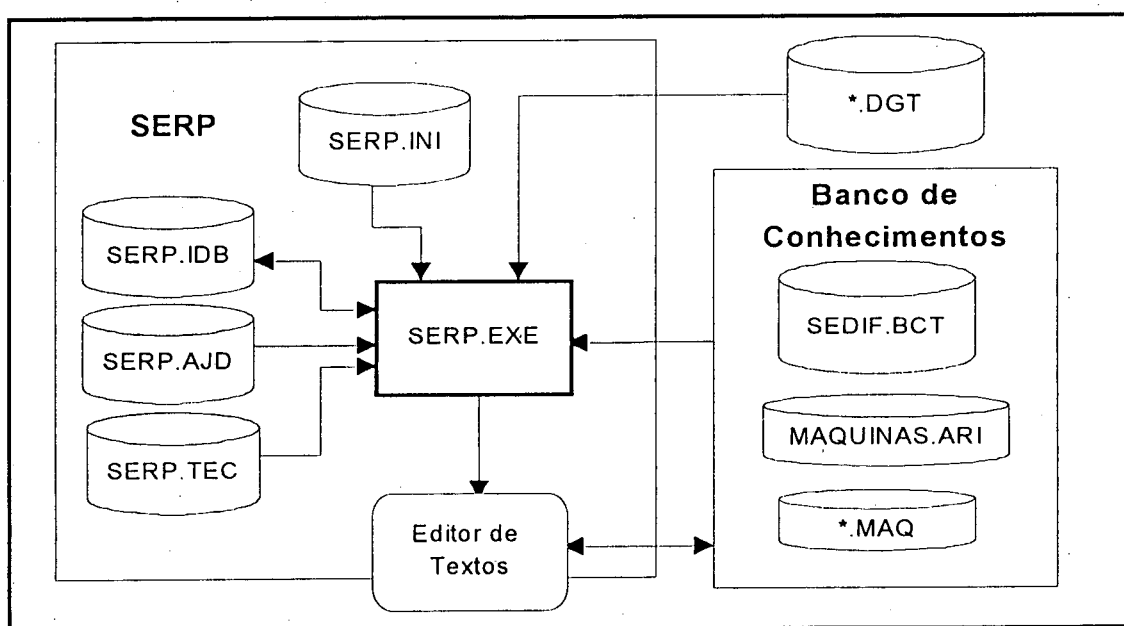 SERP
SERP.INI
*.DGT
SERP.IDB
SERP.AJD
SERP.TEC
SERP.EXE
Editor de
Textos
Banco de
Conhecimentos
SEDIF.BCT
MAQUINAS.ARI
*.MAQ